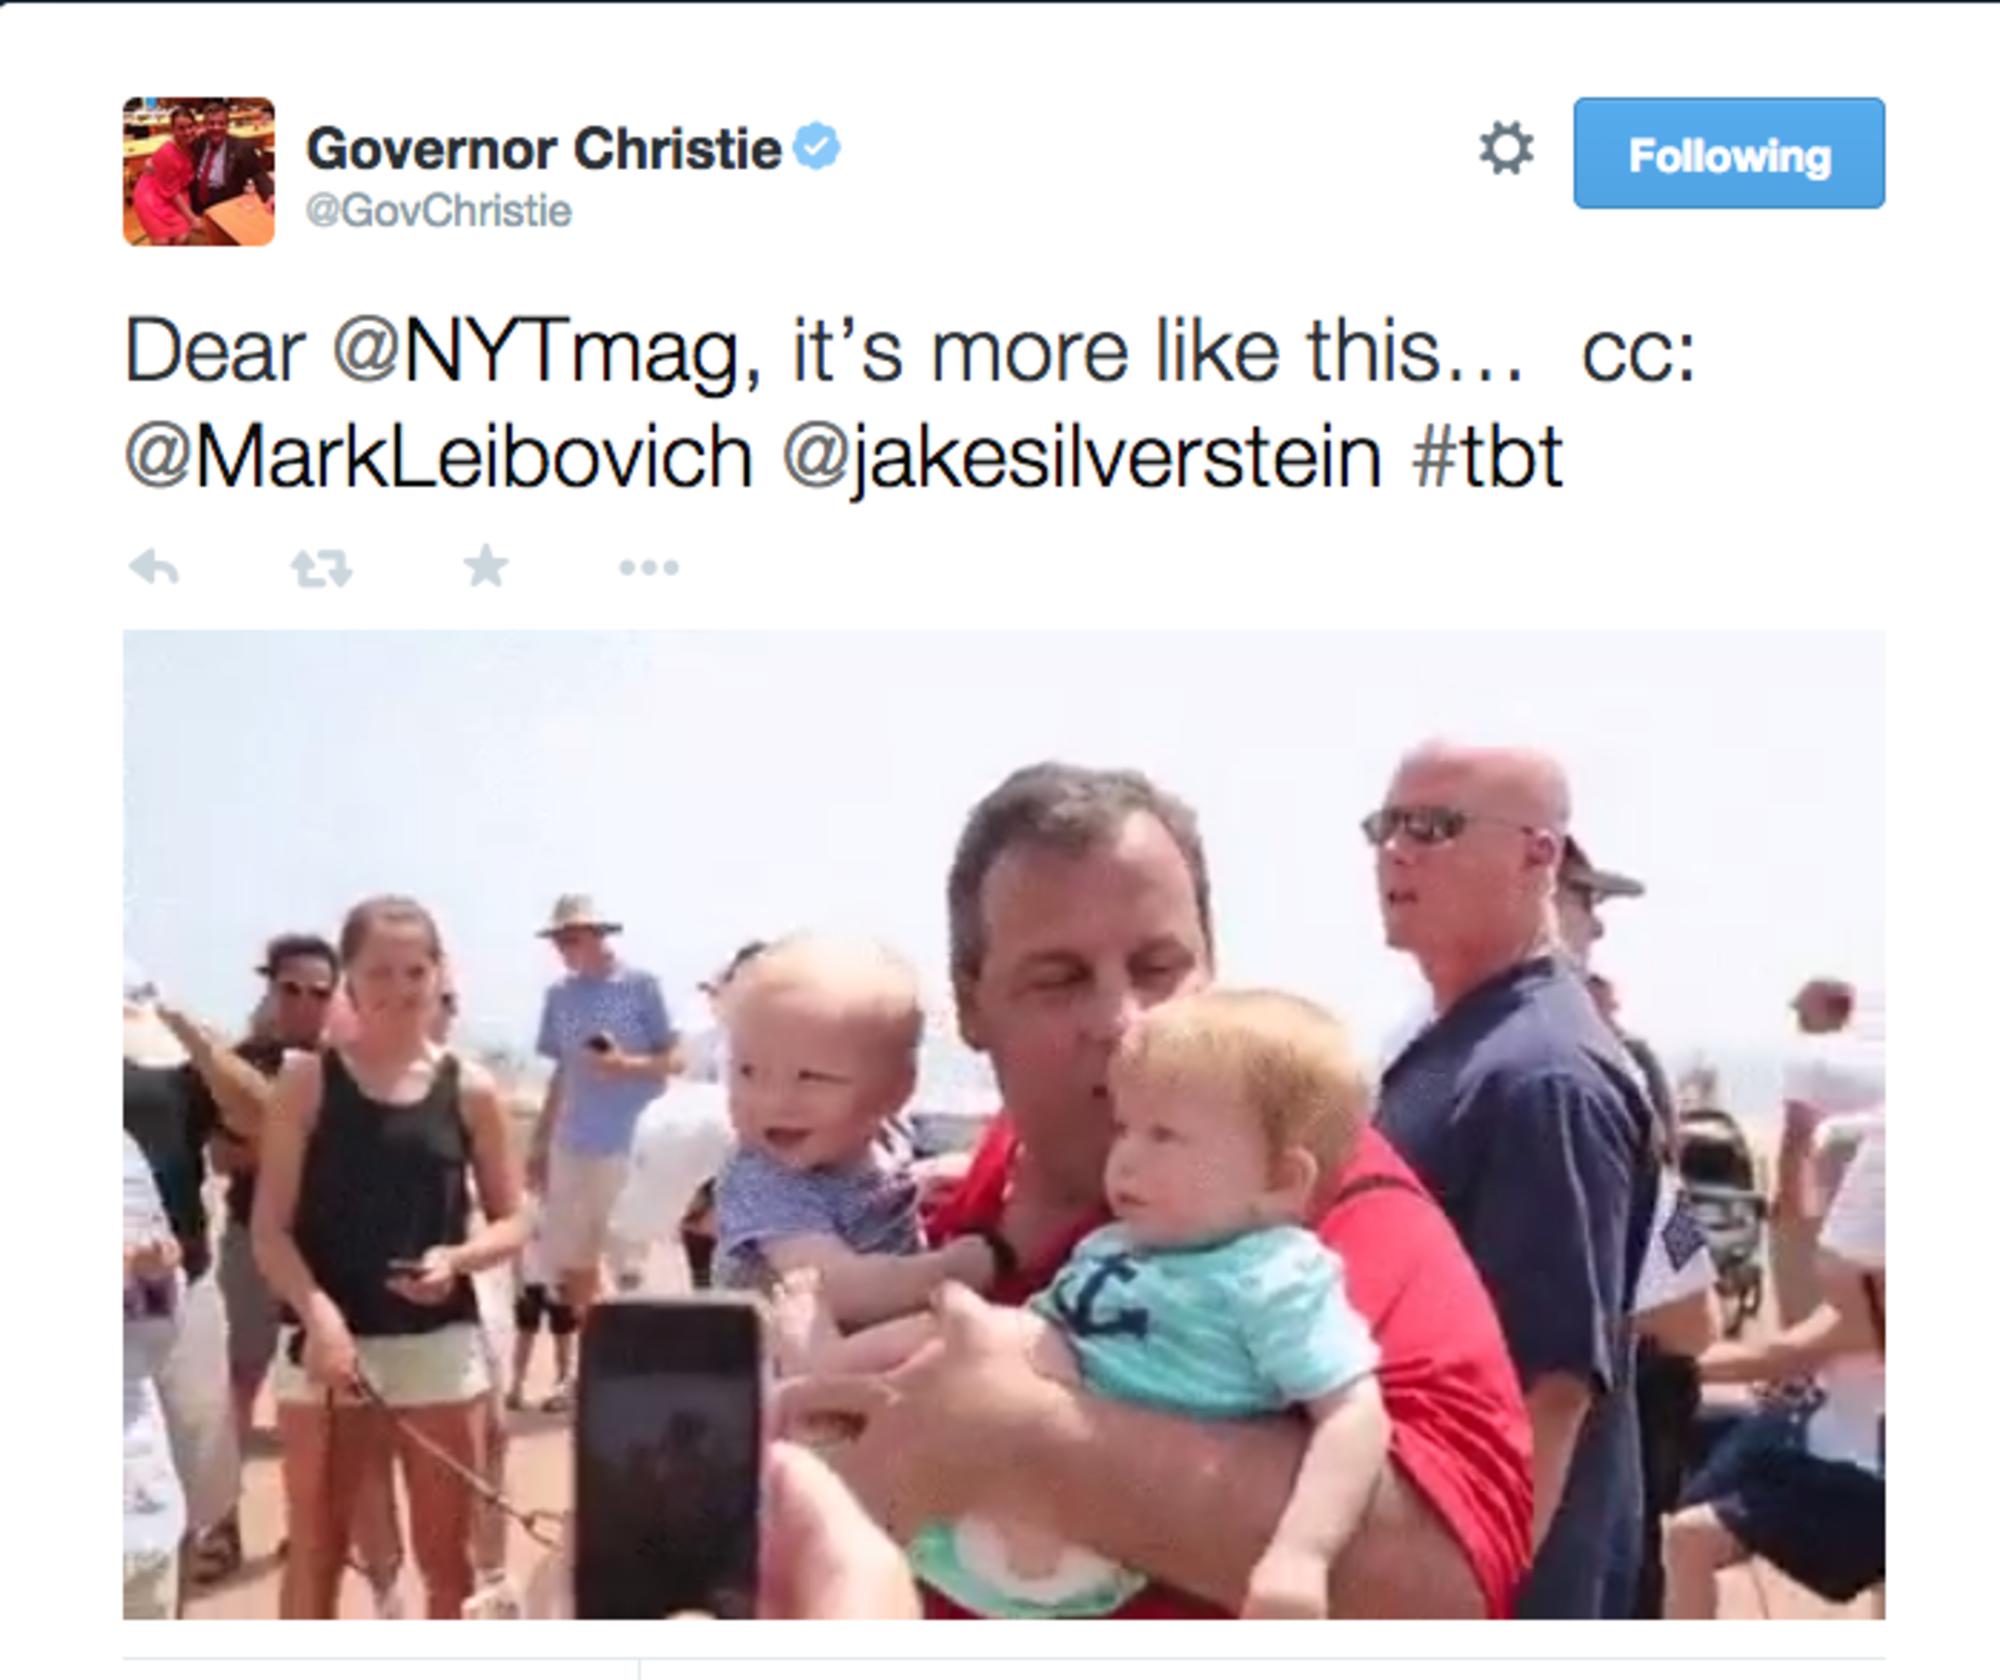 Governor Christie
@GovChristie
Following
Dear @NYTmag, it’s more like this… cc:
@MarkLeibovich @jakesilverstein #tbt